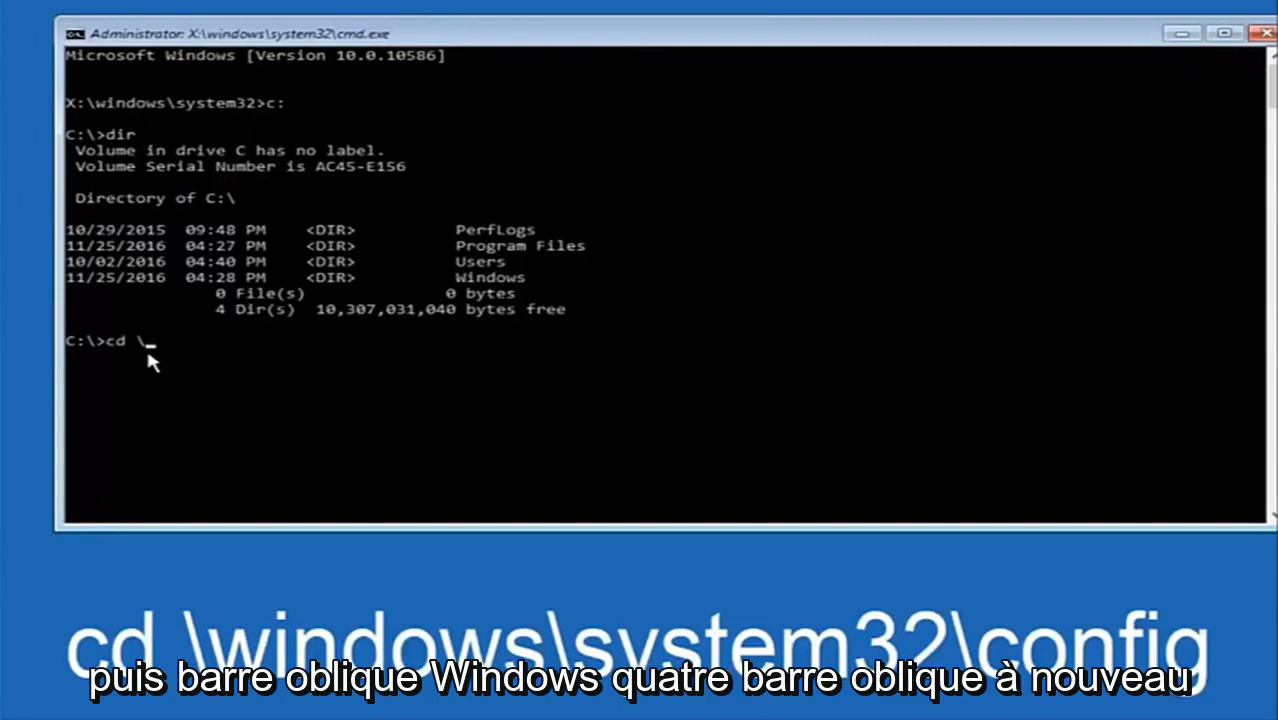 Administrator: X:\windows\system32\cmd.exe
Microsoft Windows [Version 10.0.10586]
X:\windows\system32>c:
C:\>dir
Volume in drive C has no label.
Volume Serial Number is AC45-E156
Directory of C:\
10/29/2015 09:48 PM <DIR> PerfLogs
11/25/2016 04:27 PM <DIR> Program Files
10/02/2016 04:40 PM <DIR> Users
11/25/2016 04:28 PM <DIR> Windows
0 File(s) 0 bytes
4 Dir(s) 10,307,031,040 bytes free
C:\>cd \_
cd \windows\system32\config
puis barre oblique Windows quatre barre oblique à nouveau